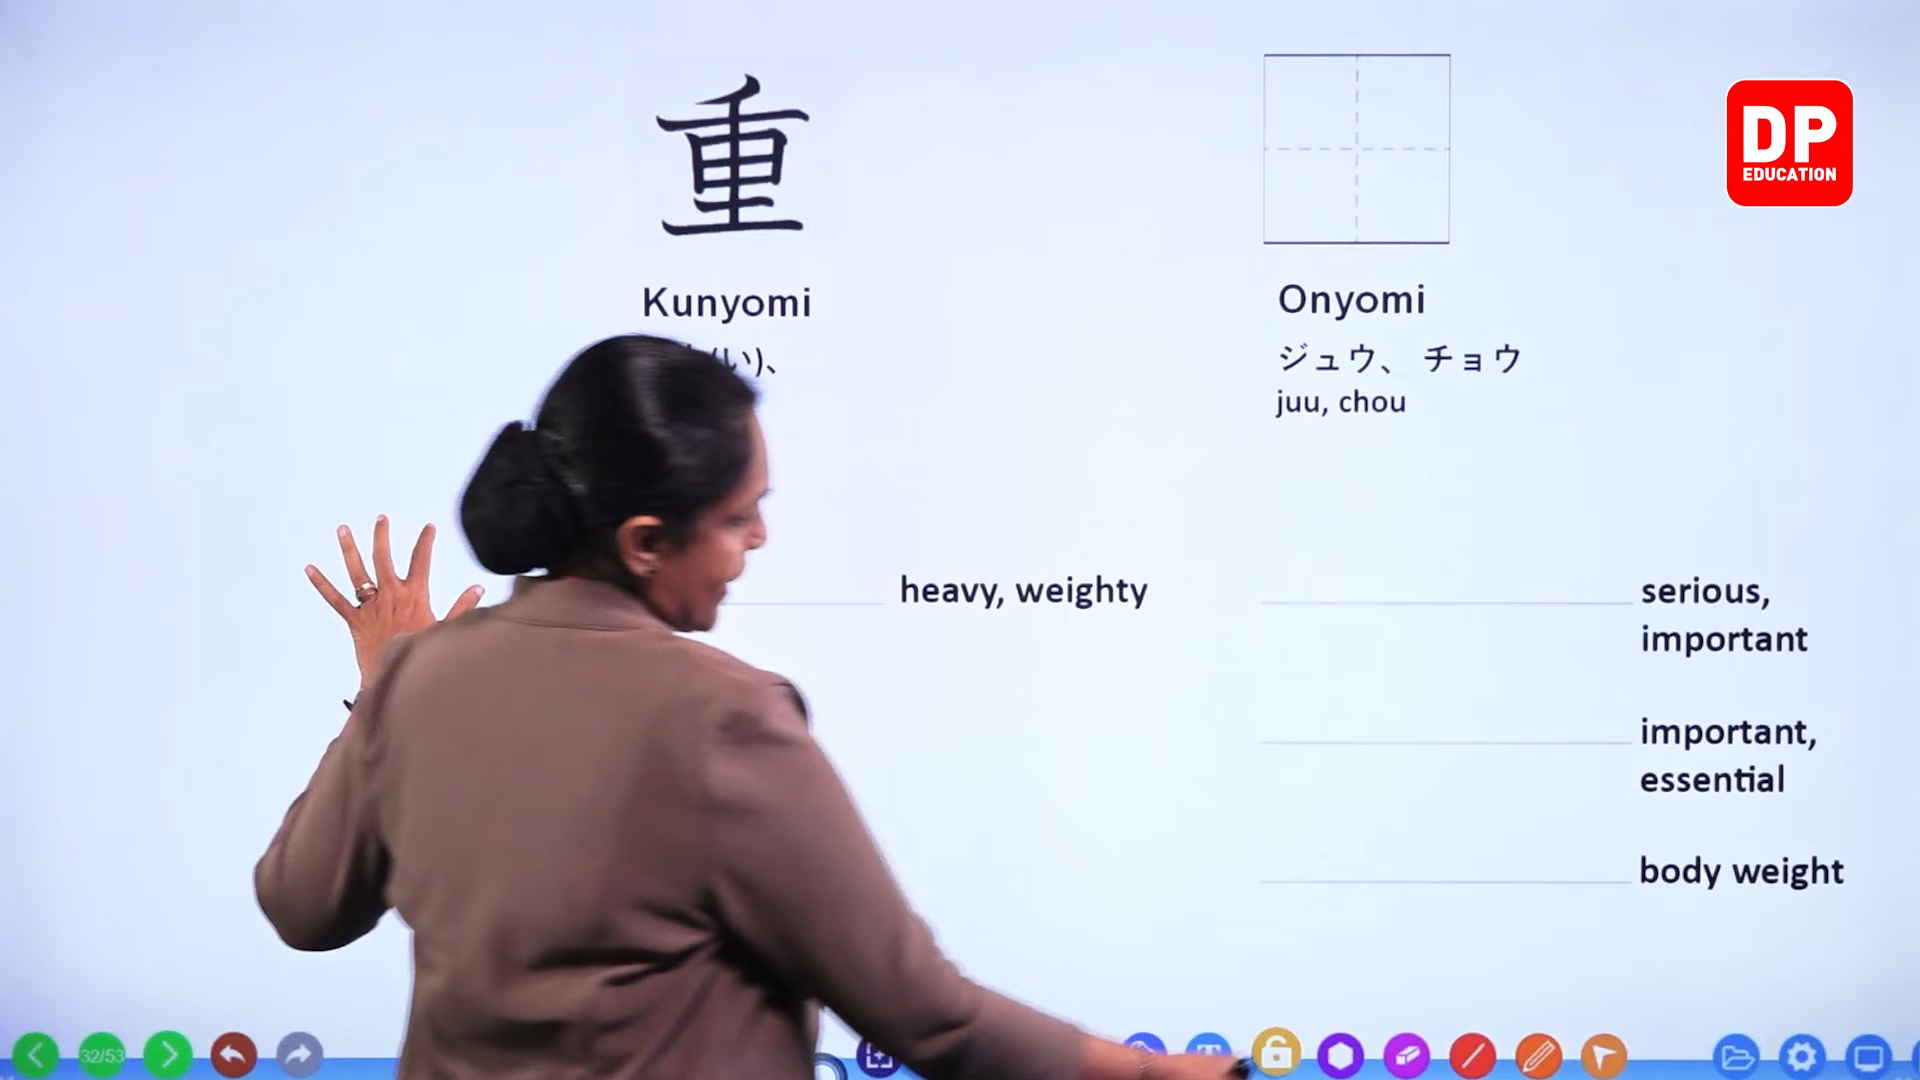 重
DP
EDUCATION
Kunyomi
Onyomi
(い)、
ジュウ、 チョウ
juu, chou
heavy, weighty
serious,
important
important,
essential
body weight
32/53